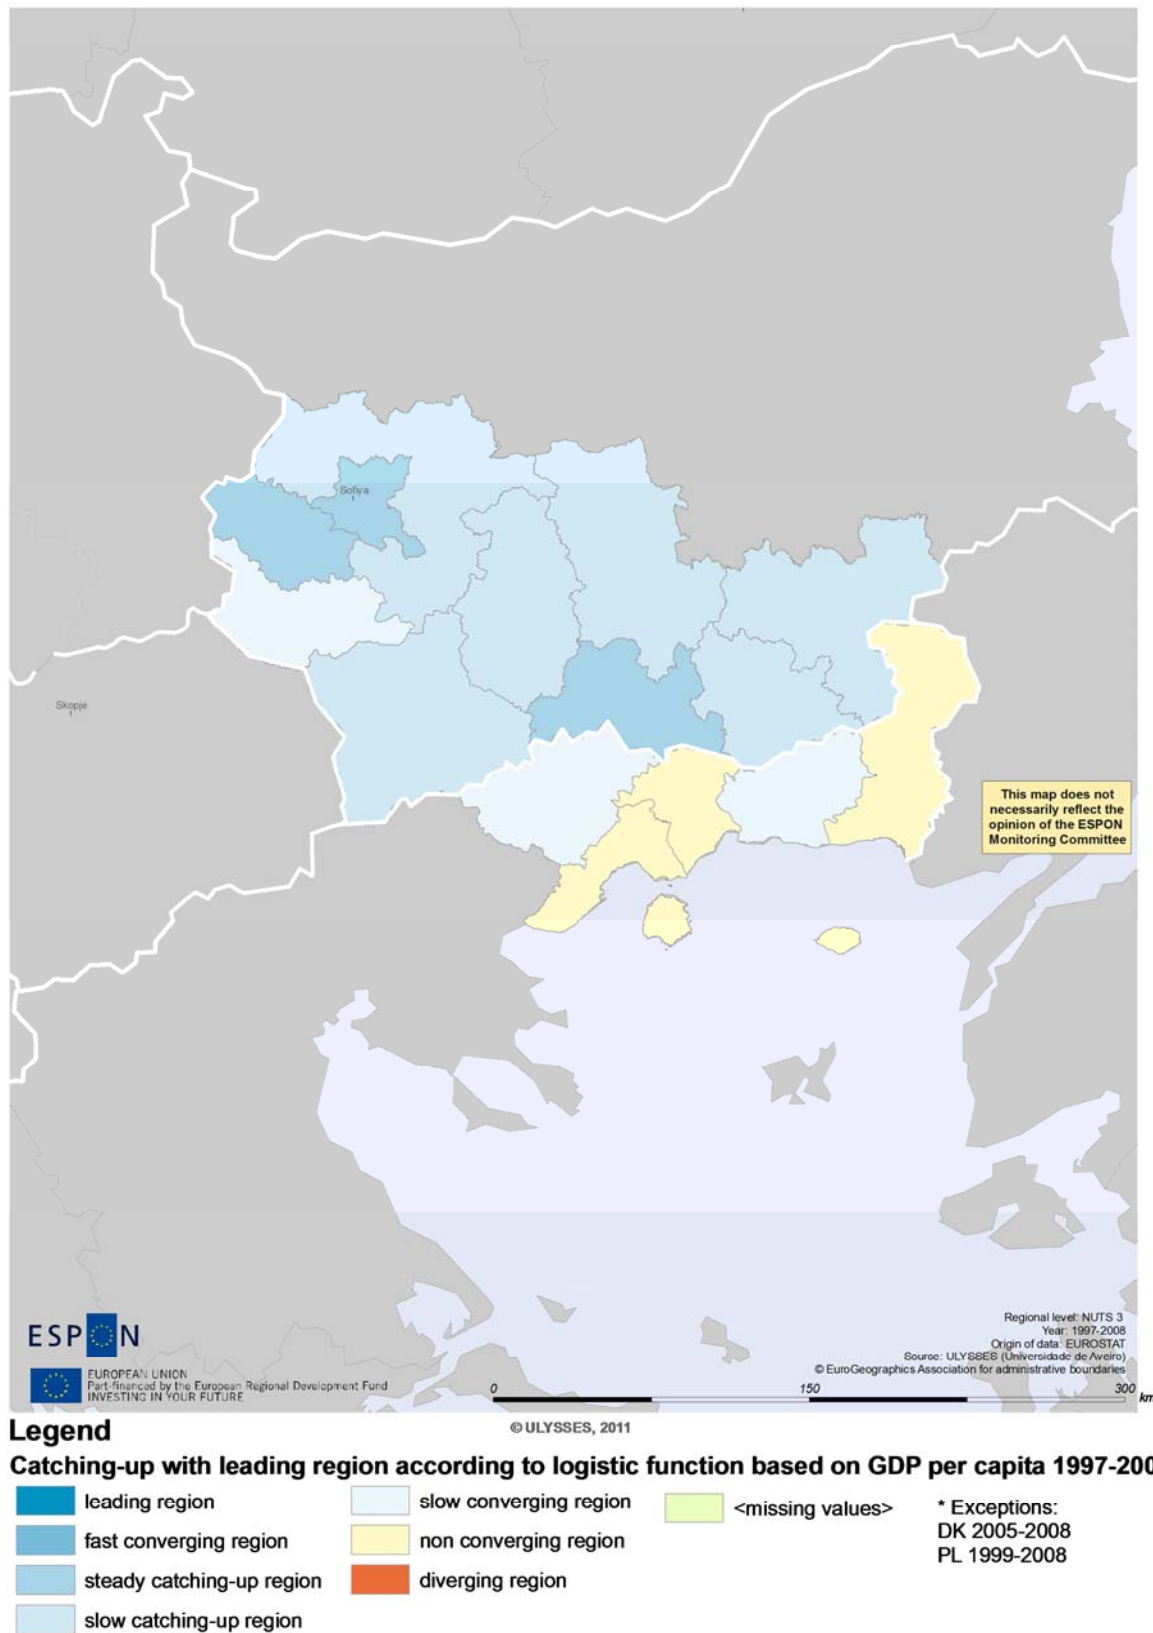 Sofiya
Skopje
This map does not
necessarily reflect the
opinion of the ESPON
Monitoring Committee
ESPON
EUROPEAN UNION
Part-financed by the European Regional Development Fund
INVESTING IN YOUR FUTURE
Regional level: NUTS 3
Year: 1997-2008
Origin of data: EUROSTAT
Source: ULYSSES (Universidade de Aveiro)
© EuroGeographics Association for administrative boundaries
0 150 300
km
© ULYSSES, 2011
Legend
Catching-up with leading region according to logistic function based on GDP per capita 1997-200
leading region
fast converging region
steady catching-up region
slow catching-up region
slow converging region
non converging region
diverging region
<missing values>
* Exceptions:
DK 2005-2008
PL 1999-2008